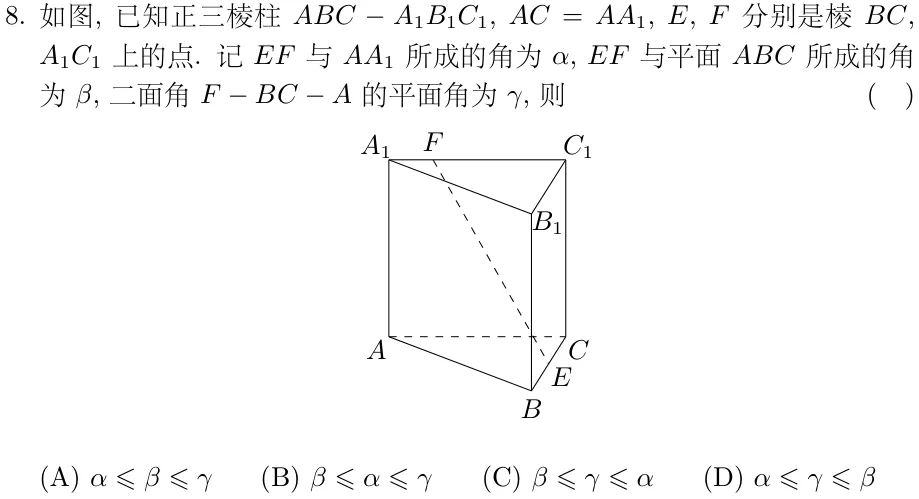 8. 如图, 已知正三棱柱 ABC − A₁B₁C₁, AC = AA₁, E, F 分别是棱 BC,
A₁C₁ 上的点. 记 EF 与 AA₁ 所成的角为 α, EF 与平面 ABC 所成的角
为 β, 二面角 F − BC − A 的平面角为 γ, 则 ( )
A₁ F C₁
B₁
A C
E
B
(A) α ⩽ β ⩽ γ (B) β ⩽ α ⩽ γ (C) β ⩽ γ ⩽ α (D) α ⩽ γ ⩽ β